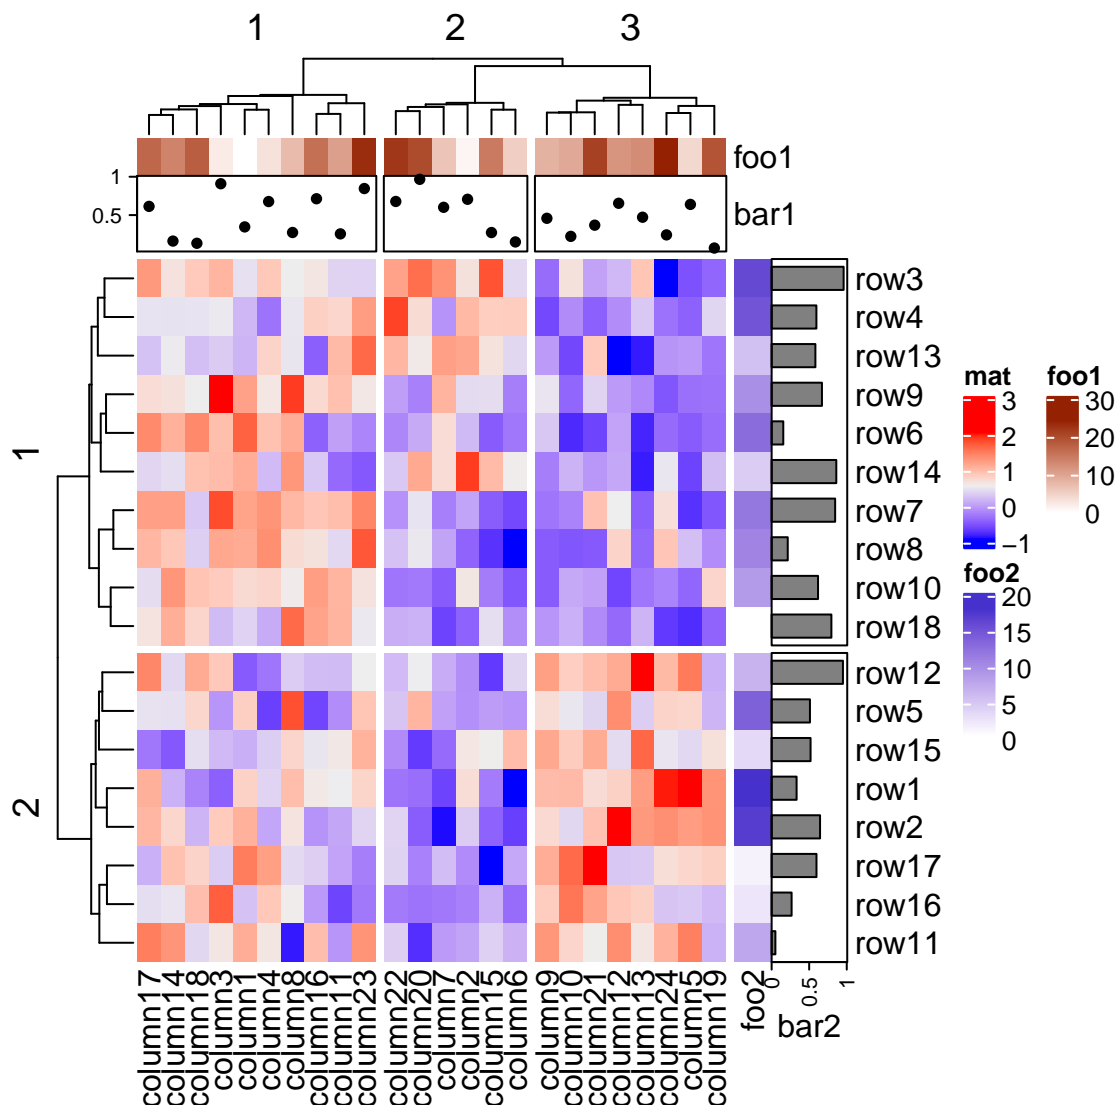 1 2 3
foo1
1
0.5
bar1
row3
row4
row13
row9
row6
row14
row7
row8
row10
row18
row12
row5
row15
row1
row2
row17
row16
row11
1
2
column17
column14
column18
column3
column1
column4
column8
column16
column11
column23
column22
column20
column7
column2
column15
column6
column9
column10
column21
column12
column13
column24
column5
column19
foo2
0
0.5
1
bar2
mat
3
2
1
0
−1
foo1
30
20
10
0
foo2
20
15
10
5
0